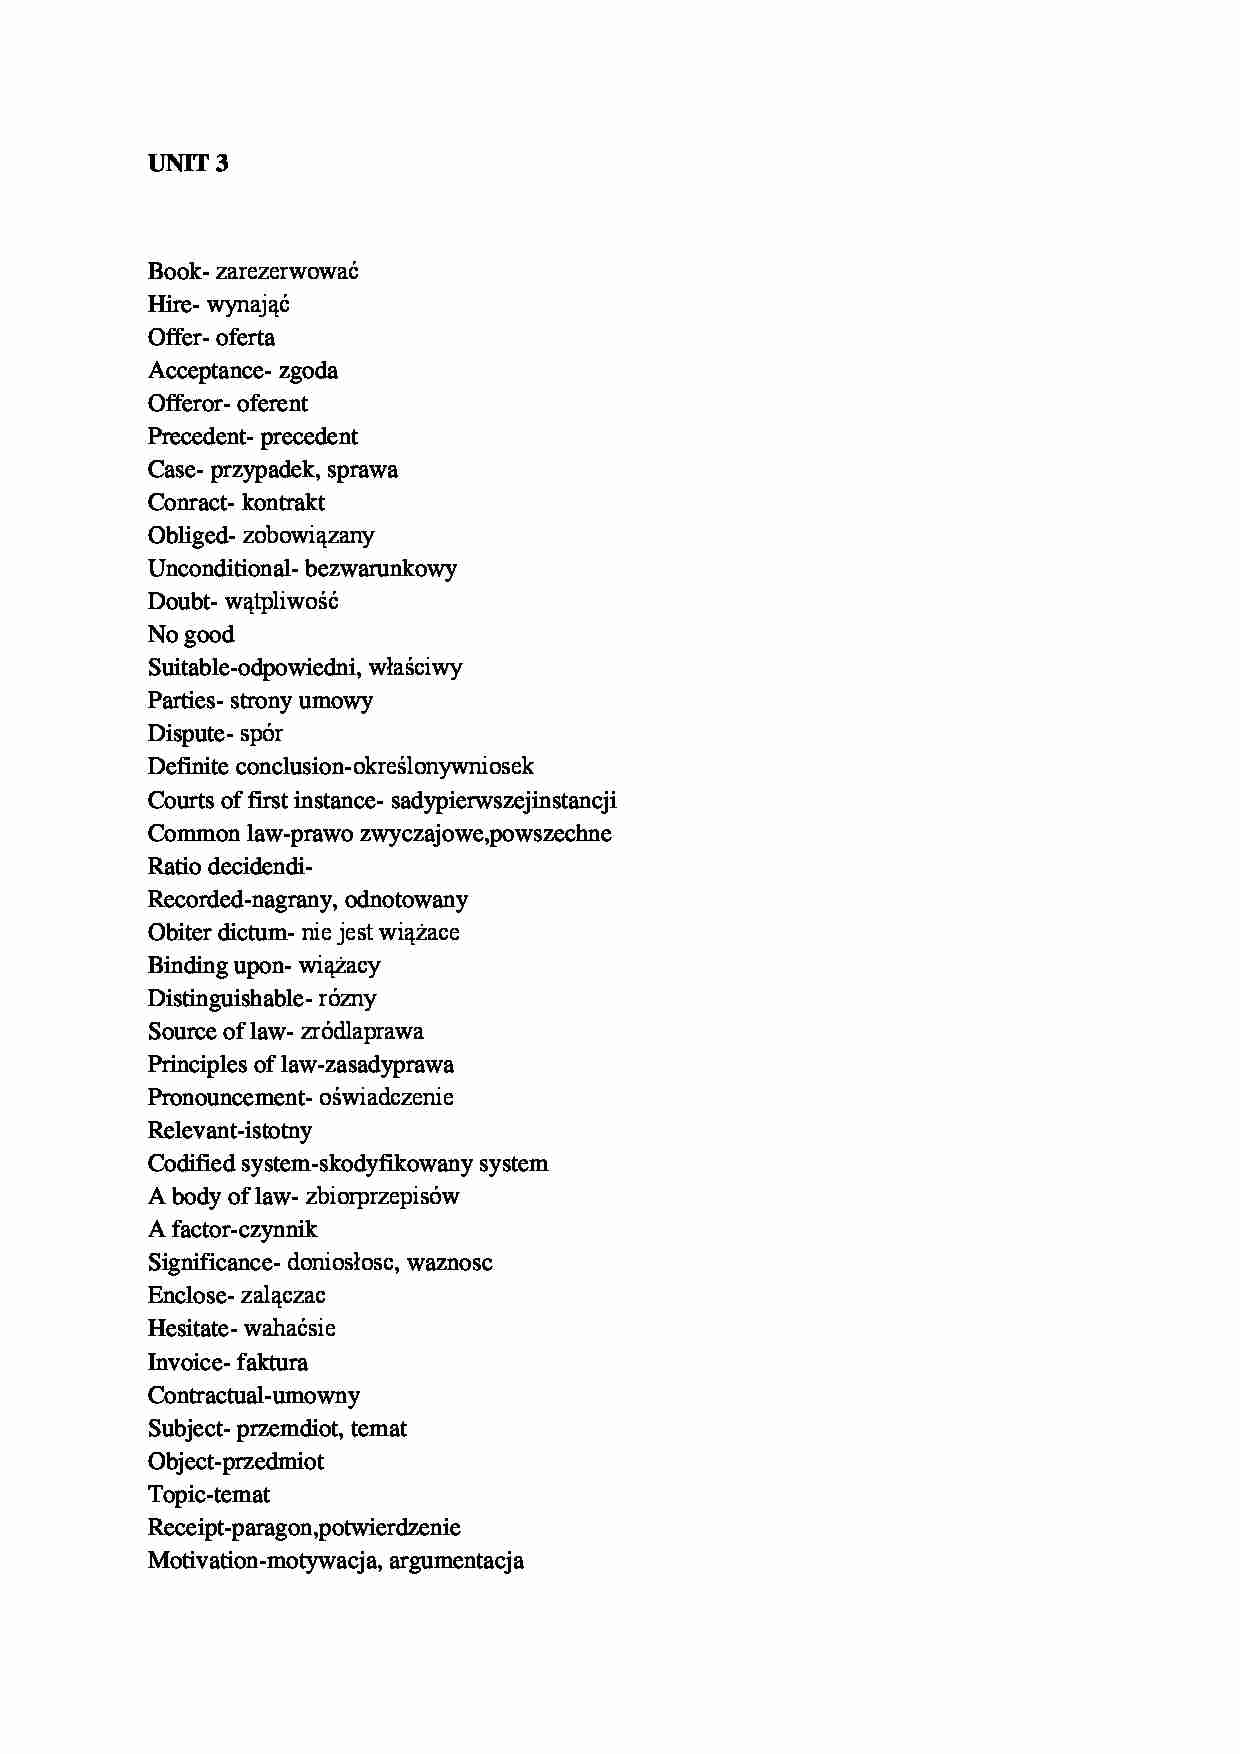 UNIT 3
Book- zarezerwować
Hire- wynająć
Offer- oferta
Acceptance- zgoda
Offeror- oferent
Precedent- precedent
Case- przypadek, sprawa
Conract- kontrakt
Obliged- zobowiązany
Unconditional- bezwarunkowy
Doubt- wątpliwość
No good
Suitable-odpowiedni, właściwy
Parties- strony umowy
Dispute- spór
Definite conclusion-określonywniosek
Courts of first instance- sadypierwszejinstancji
Common law-prawo zwyczajowe,powszechne
Ratio decidendi-
Recorded-nagrany, odnotowany
Obiter dictum- nie jest wiążace
Binding upon- wiążacy
Distinguishable- rózny
Source of law- zródlaprawa
Principles of law-zasadyprawa
Pronouncement- oświadczenie
Relevant-istotny
Codified system-skodyfikowany system
A body of law- zbiorprzepisów
A factor-czynnik
Significance- doniosłosc, waznosc
Enclose- zalączac
Hesitate- wahaćsie
Invoice- faktura
Contractual-umowny
Subject- przemdiot, temat
Object-przedmiot
Topic-temat
Receipt-paragon,potwierdzenie
Motivation-motywacja, argumentacja